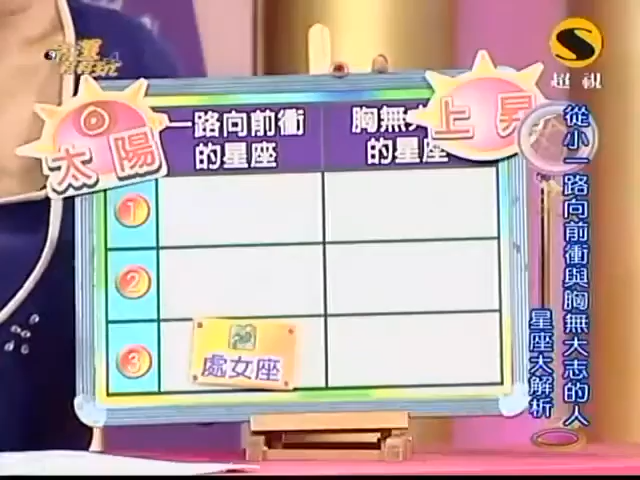 超視
太陽
上昇
一路向前衝
的星座
胸無
的星座
1
2
3
處女座
從小一路向前衝與胸無大志的人
星座大解析